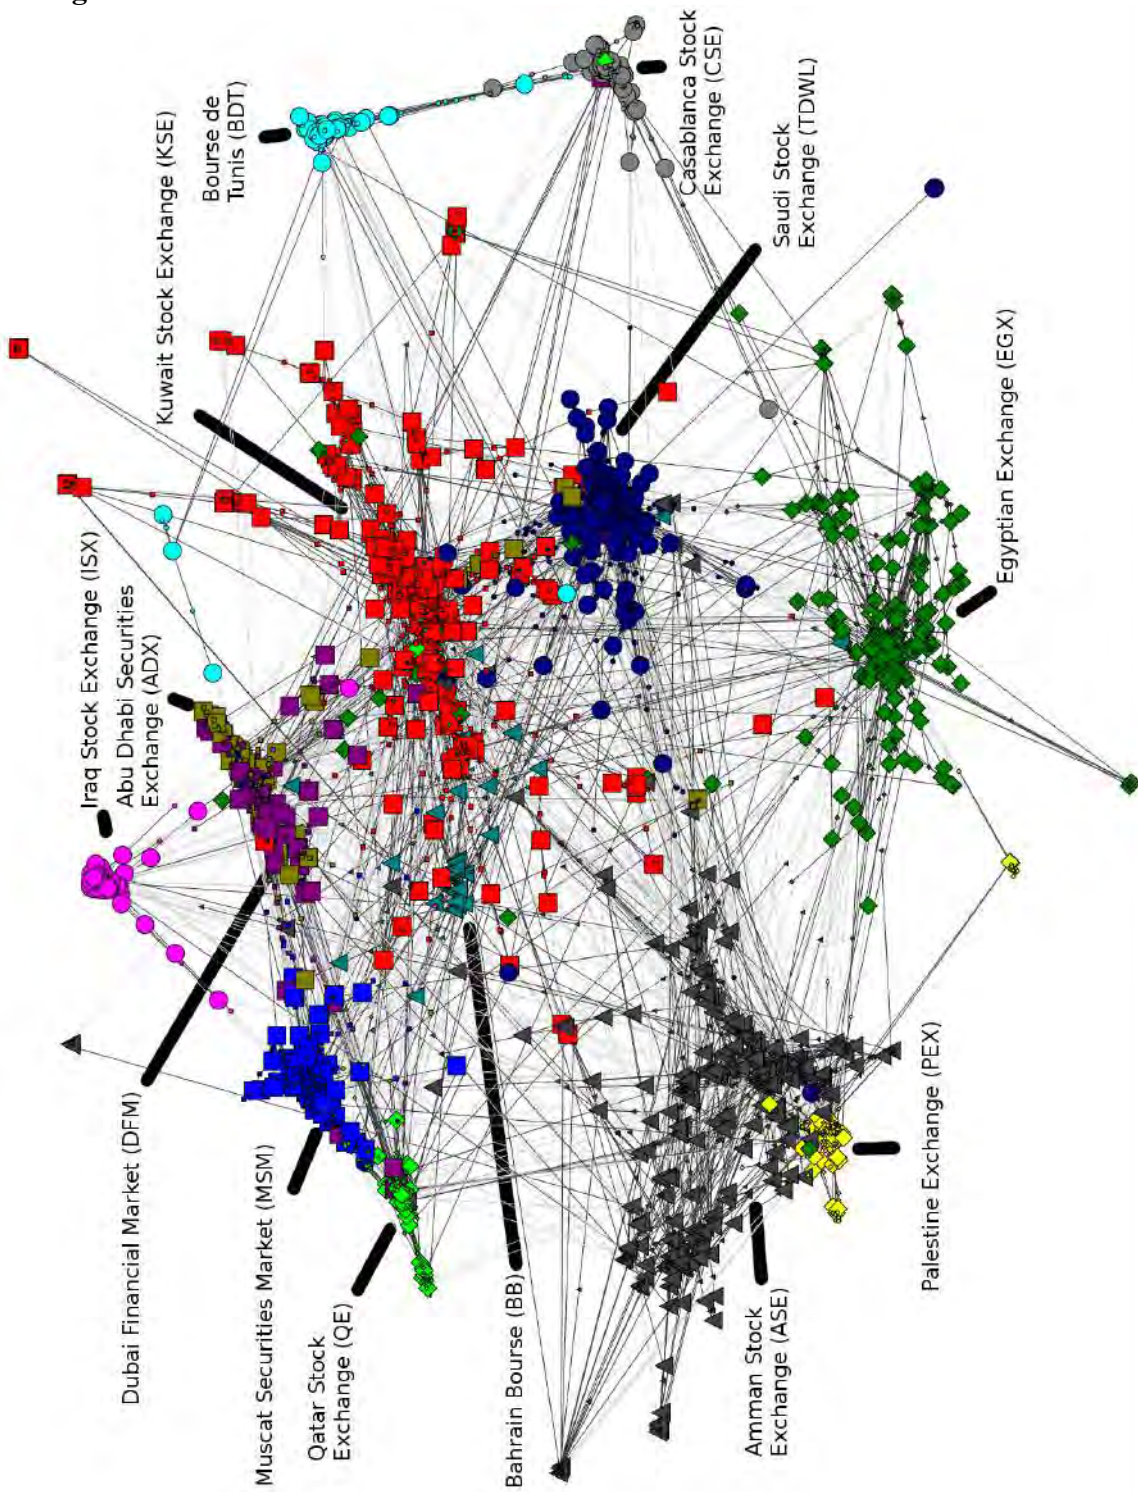 Casablanca Stock
Exchange (CSE)
Bourse de
Tunis (BDT)
Saudi Stock
Exchange (TDWL)
Kuwait Stock Exchange (KSE)
Egyptian Exchange (EGX)
Iraq Stock Exchange (ISX)
Abu Dhabi Securities
Exchange (ADX)
Palestine Exchange (PEX)
Dubai Financial Market (DFM)
Muscat Securities Market (MSM)
Qatar Stock
Exchange (QE)
Bahrain Bourse (BB)
Amman Stock
Exchange (ASE)